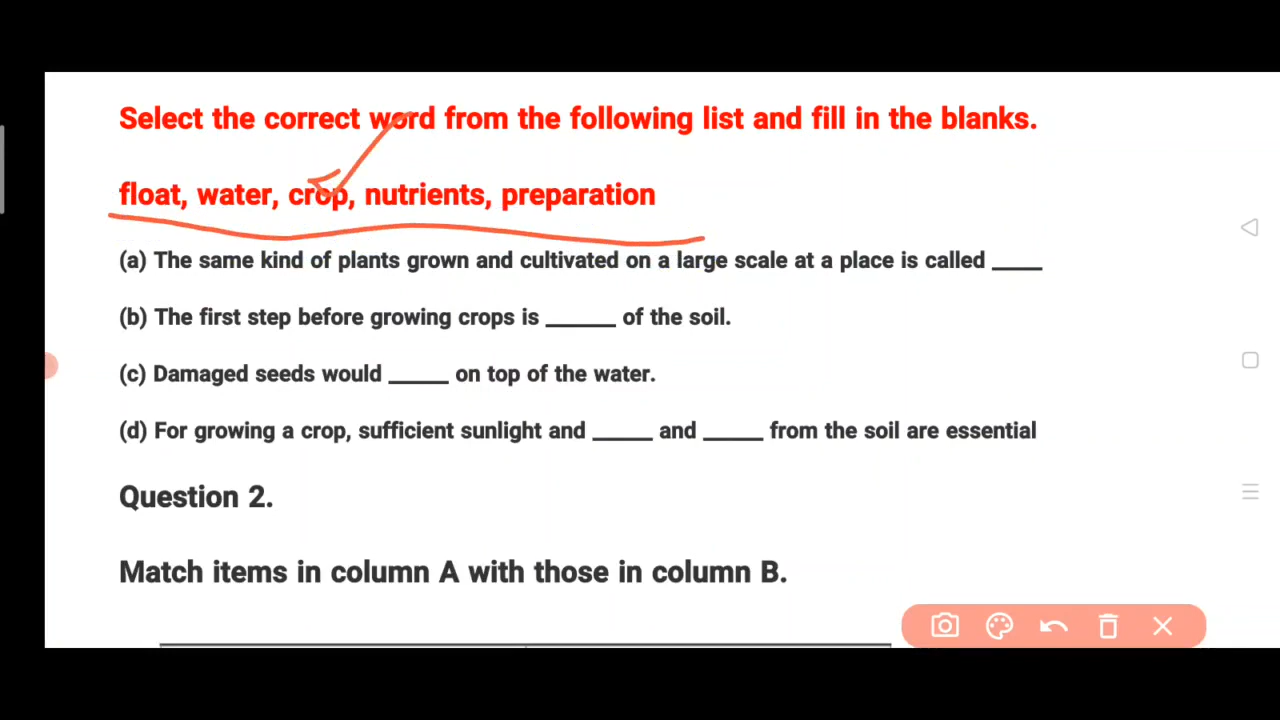 Select the correct word from the following list and fill in the blanks.
float, water, crop, nutrients, preparation
(a) The same kind of plants grown and cultivated on a large scale at a place is called ____
(b) The first step before growing crops is ______ of the soil.
(c) Damaged seeds would _____ on top of the water.
(d) For growing a crop, sufficient sunlight and _____ and _____ from the soil are essential
Question 2.
Match items in column A with those in column B.